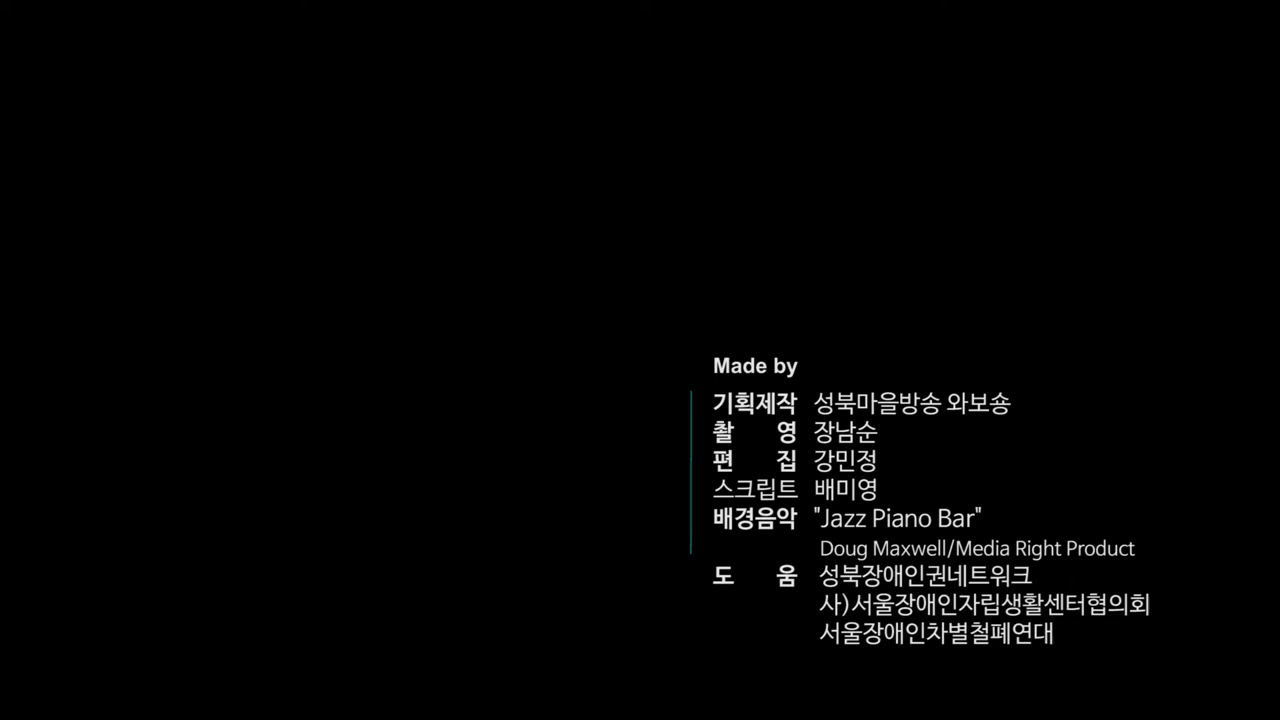 Made by
기획제작 성북마을방송 와보숑
촬 영 장남순
편 집 강민정
스크립트 배미영
배경음악 "Jazz Piano Bar"
Doug Maxwell/Media Right Product
도 움 성북장애인권네트워크
사)서울장애인자립생활센터협의회
서울장애인차별철폐연대